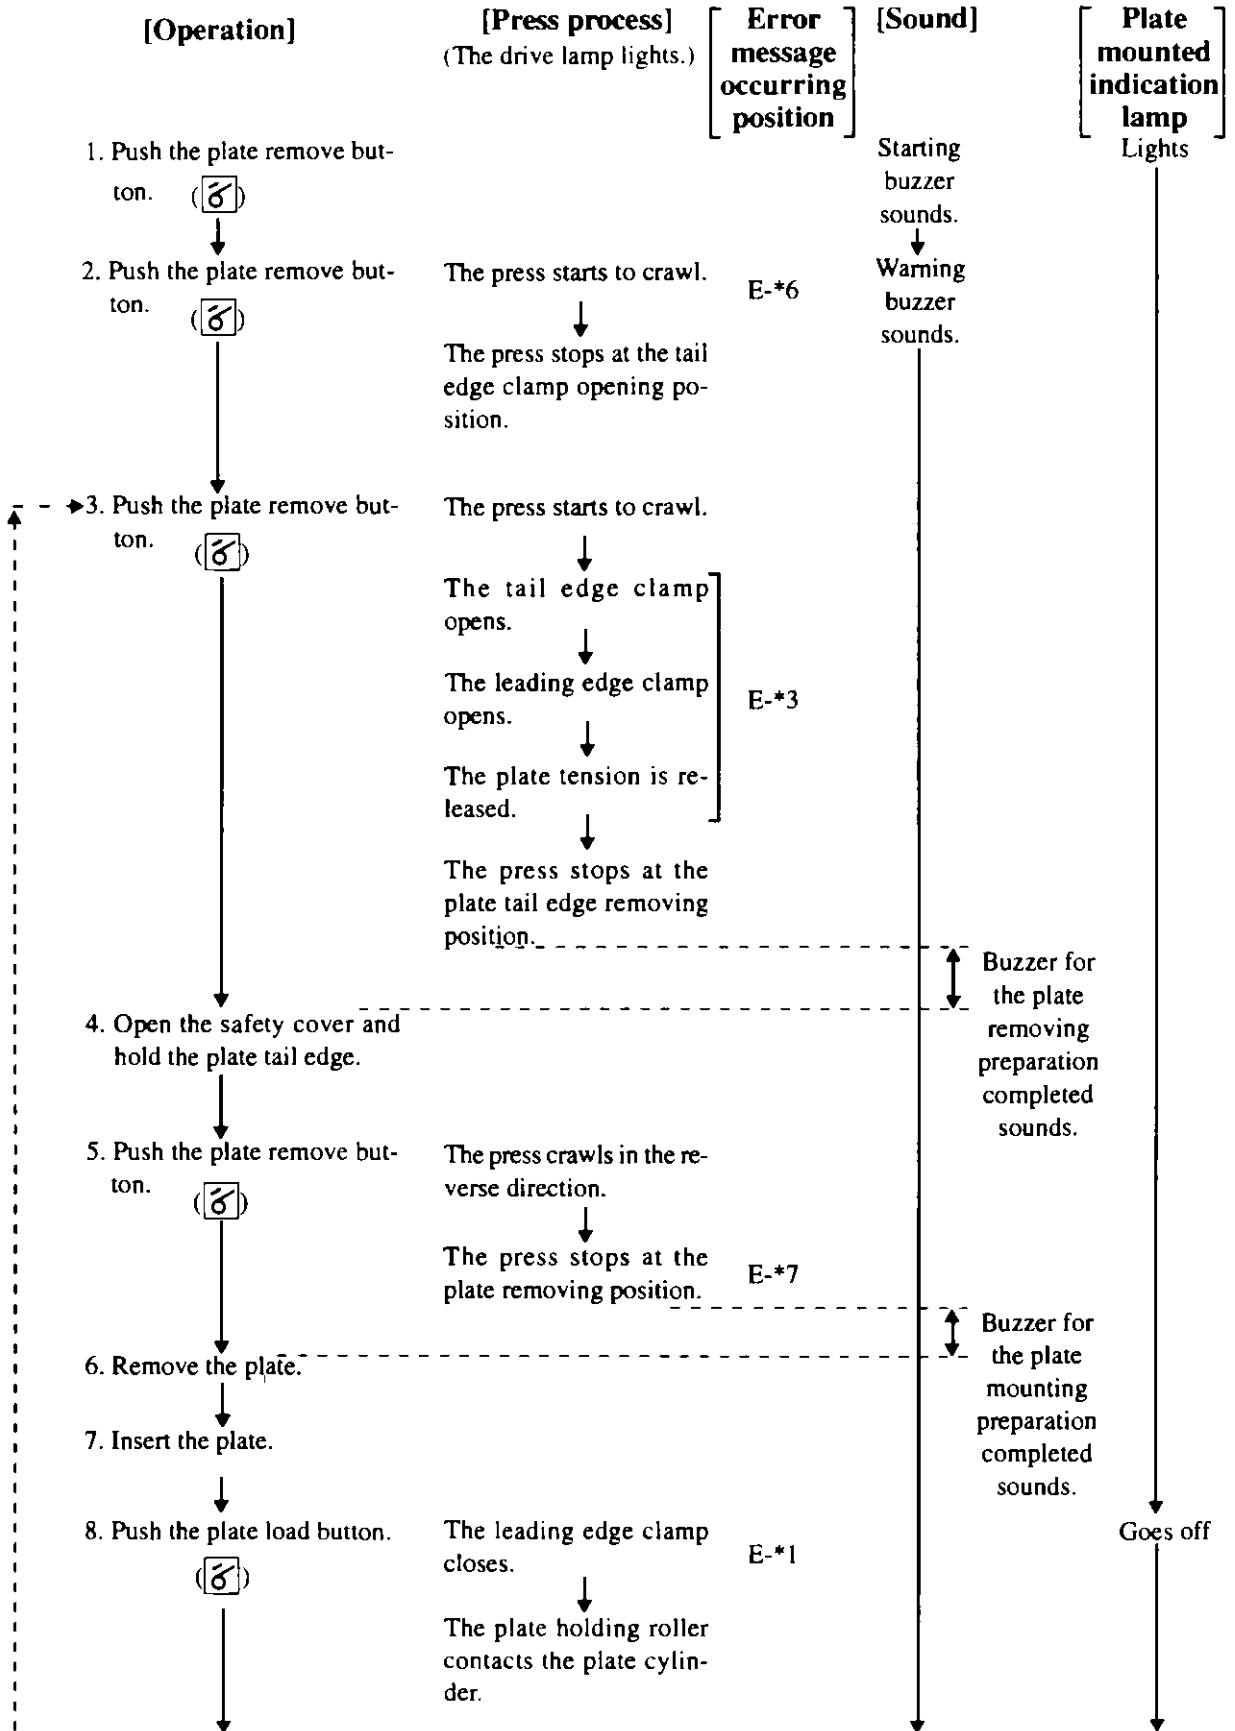 [Operation]
[Press process]
(The drive lamp lights.)
[Error
message
occurring
position]
[Sound]
[Plate
mounted
indication
lamp]
1. Push the plate remove but-
ton. ( )
Starting
buzzer
sounds.
Lights
2. Push the plate remove but-
ton. ( )
The press starts to crawl.
The press stops at the tail
edge clamp opening po-
sition.
E-*6
Warning
buzzer
sounds.
3. Push the plate remove but-
ton. ( )
The press starts to crawl.
The tail edge clamp
opens.
The leading edge clamp
opens.
The plate tension is re-
leased.
E-*3
The press stops at the
plate tail edge removing
position.
Buzzer for
the plate
removing
preparation
completed
sounds.
4. Open the safety cover and
hold the plate tail edge.
5. Push the plate remove but-
ton. ( )
The press crawls in the re-
verse direction.
The press stops at the
plate removing position.
E-*7
Buzzer for
the plate
mounting
preparation
completed
sounds.
6. Remove the plate.
7. Insert the plate.
8. Push the plate load button.
( )
The leading edge clamp
closes.
E-*1
Goes off
The plate holding roller
contacts the plate cylin-
der.